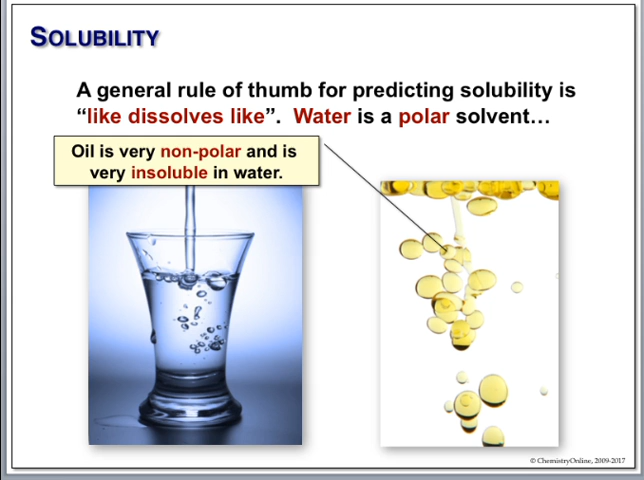 SOLUBILITY
A general rule of thumb for predicting solubility is
“like dissolves like”. Water is a polar solvent…
Oil is very non-polar and is
very insoluble in water.
© ChemistryOnline, 2009-2017